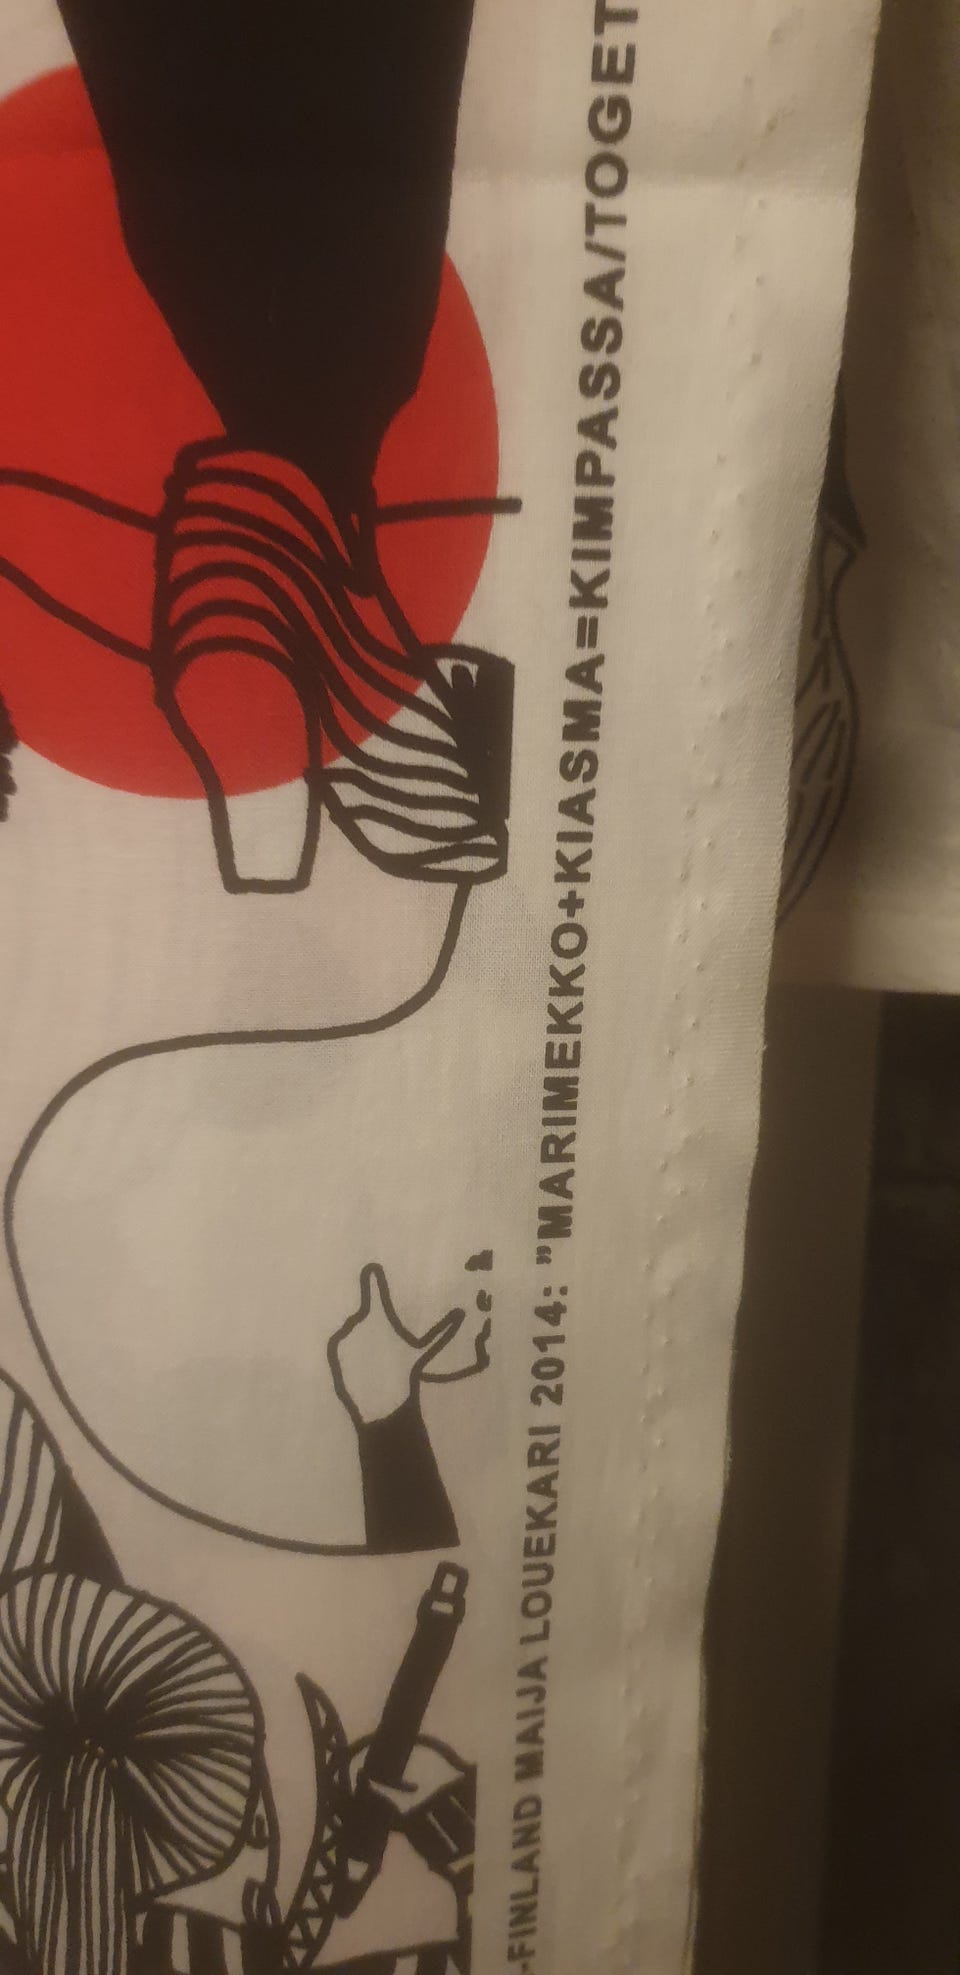 -FINLAND MAIJA LOUEKARI 2014: "MARIMEKKO+KIASMA=KIMPASSA/TOGET